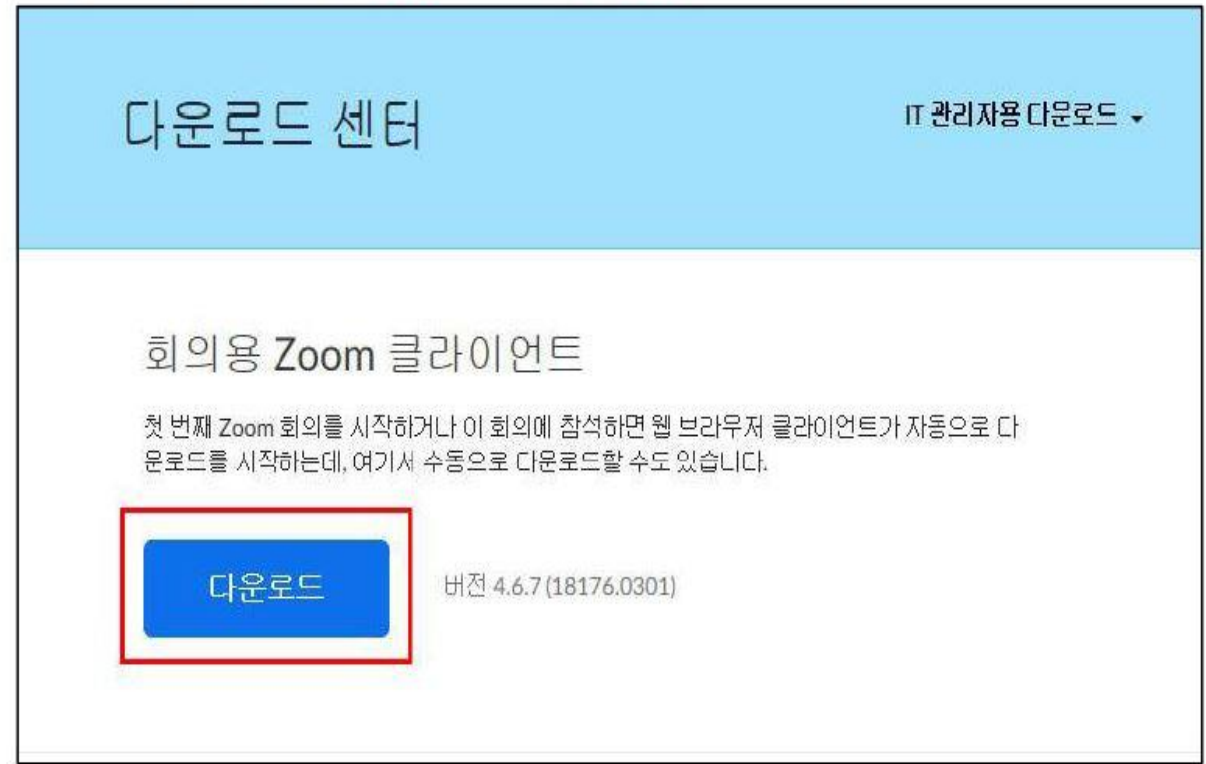 다운로드 센터
IT 관리자용 다운로드
회의용 Zoom 클라이언트
첫 번째 Zoom 회의를 시작하거나 이 회의에 참석하면 웹 브라우저 클라이언트가 자동으로 다
운로드를 시작하는데, 여기서 수동으로 다운로드할 수도 있습니다.
다운로드
버전 4.6.7 (18176.0301)